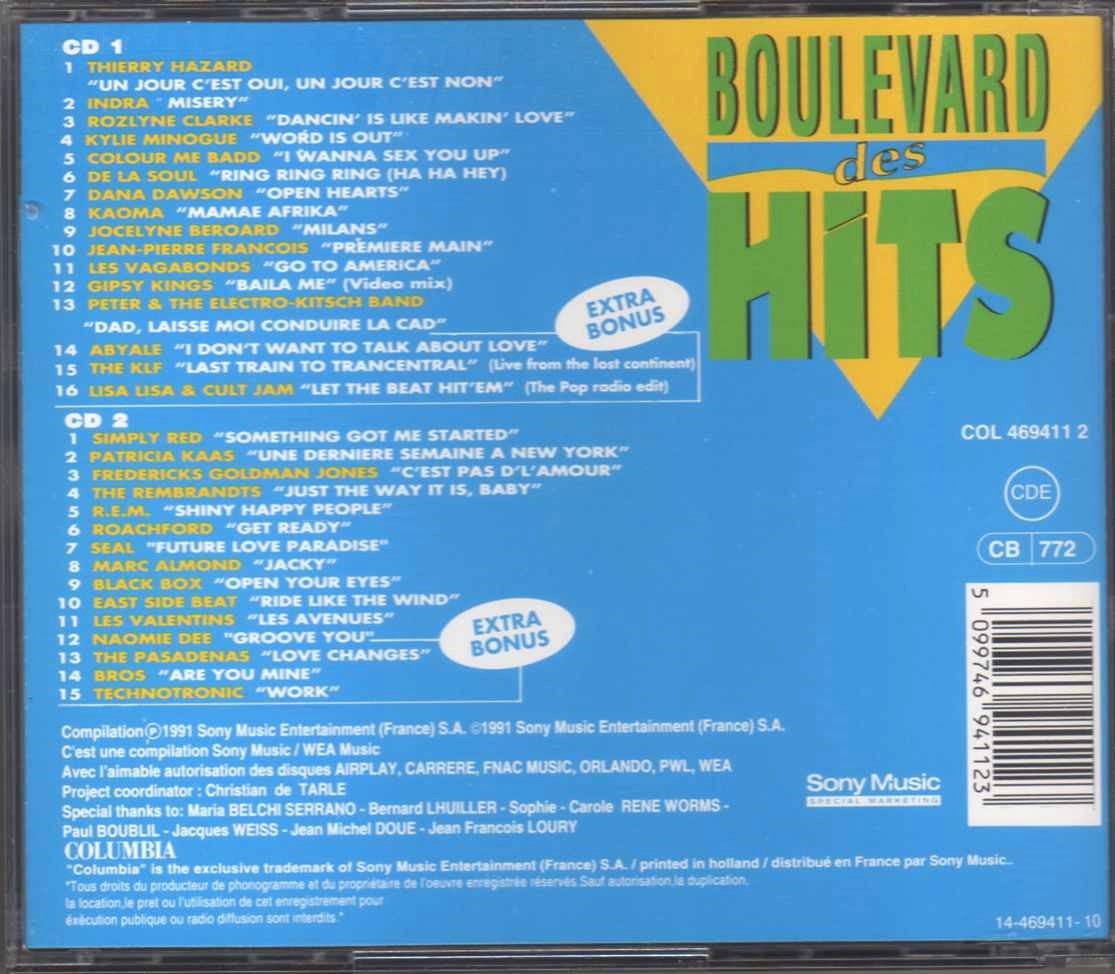 CD 1
1 THIERRY HAZARD
"UN JOUR C'EST OUI, UN JOUR C'EST NON"
2 INDRA " MISERY"
3 ROZLYNE CLARKE "DANCIN' IS LIKE MAKIN' LOVE"
4 KYLIE MINOGUE "WORD IS OUT"
5 COLOUR ME BADD "I WANNA SEX YOU UP"
6 DE LA SOUL "RING RING RING (HA HA HEY)
7 DANA DAWSON "OPEN HEARTS"
8 KAOMA "MAMAE AFRIKA"
9 JOCELYNE BEROARD "MILANS"
10 JEAN-PIERRE FRANCOIS "PREMIERE MAIN"
11 LES VAGABONDS "GO TO AMERiCA"
12 GIPSY KINGS "BAILA ME" (Video mix)
13 PETER & THE ELECTRO-KITSCH BAND
"DAD, LAISSE MOI CONDUIRE LA CAD"
EXTRA
BONUS
14 ABYALE "I DON'T WANT TO TALK ABOUT LOVE"
15 THE KLF "LAST TRAIN TO TRANCENTRAL" (Live from the lost continent)
16 LISA LISA & CULT JAM "LET THE BEAT HIT'EM" (The Pop radio edit)
CD 2
1 SIMPLY RED "SOMETHING GOT ME STARTED"
2 PATRICIA KAAS "UNE DERNIERE SEMAINE A NEW YORK"
3 FREDERICKS GOLDMAN JONES "C'EST PAS D'L'AMOUR"
4 THE REMBRANDTS "JUST THE WAY IT IS, BABY"
5 R.E.M. "SHINY HAPPY PEOPLE"
6 ROACHFORD "GET READY"
7 SEAL "FUTURE LOVE PARADISE"
8 MARC ALMOND "JACKY"
9 BLACK BOX "OPEN YOUR EYES"
10 EAST SIDE BEAT "RIDE LIKE THE WIND"
11 LES VALENTINS "LES AVENUES"
12 NAOMIE DEE "GROOVE YOU"
EXTRA
BONUS
13 THE PASADENAS "LOVE CHANGES"
14 BROS "ARE YOU MINE"
15 TECHNOTRONIC "WORK"
BOULEVARD
des
HiTS
COL 469411 2
CDE
CB 772
5 099746 941123
Compilation ℗1991 Sony Music Entertainment (France) S.A. ©1991 Sony Music Entertainment (France) S.A.
C'est une compilation Sony Music / WEA Music
Avec l'aimable autorisation des disques AIRPLAY, CARRERE, FNAC MUSIC, ORLANDO, PWL, WEA
Project coordinator : Christian de TARLE
Special thanks to: Maria BELCHI SERRANO - Bernard LHUILLER - Sophie - Carole RENE WORMS -
Paul BOUBLIL - Jacques WEISS - Jean Michel DOUE - Jean Francois LOURY
Sony Music
SPECIAL MARKETING
COLUMBIA
"Columbia" is the exclusive trademark of Sony Music Entertainment (France) S.A. / printed in holland / distribué en France par Sony Music..
"Tous droits du producteur de phonogramme et du propriétaire de l'oeuvre enregistrée réservés.Sauf autorisation,la duplication,
la location,le pret ou l'utilisation de cet enregistrement pour
éxécution publique ou radio diffusion sont interdits."
14-469411-10